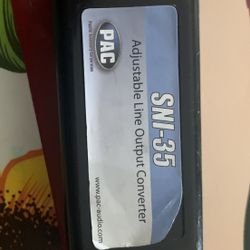 PAC
SNI-35
Adjustable Line Output Converter
www.pac-audio.com